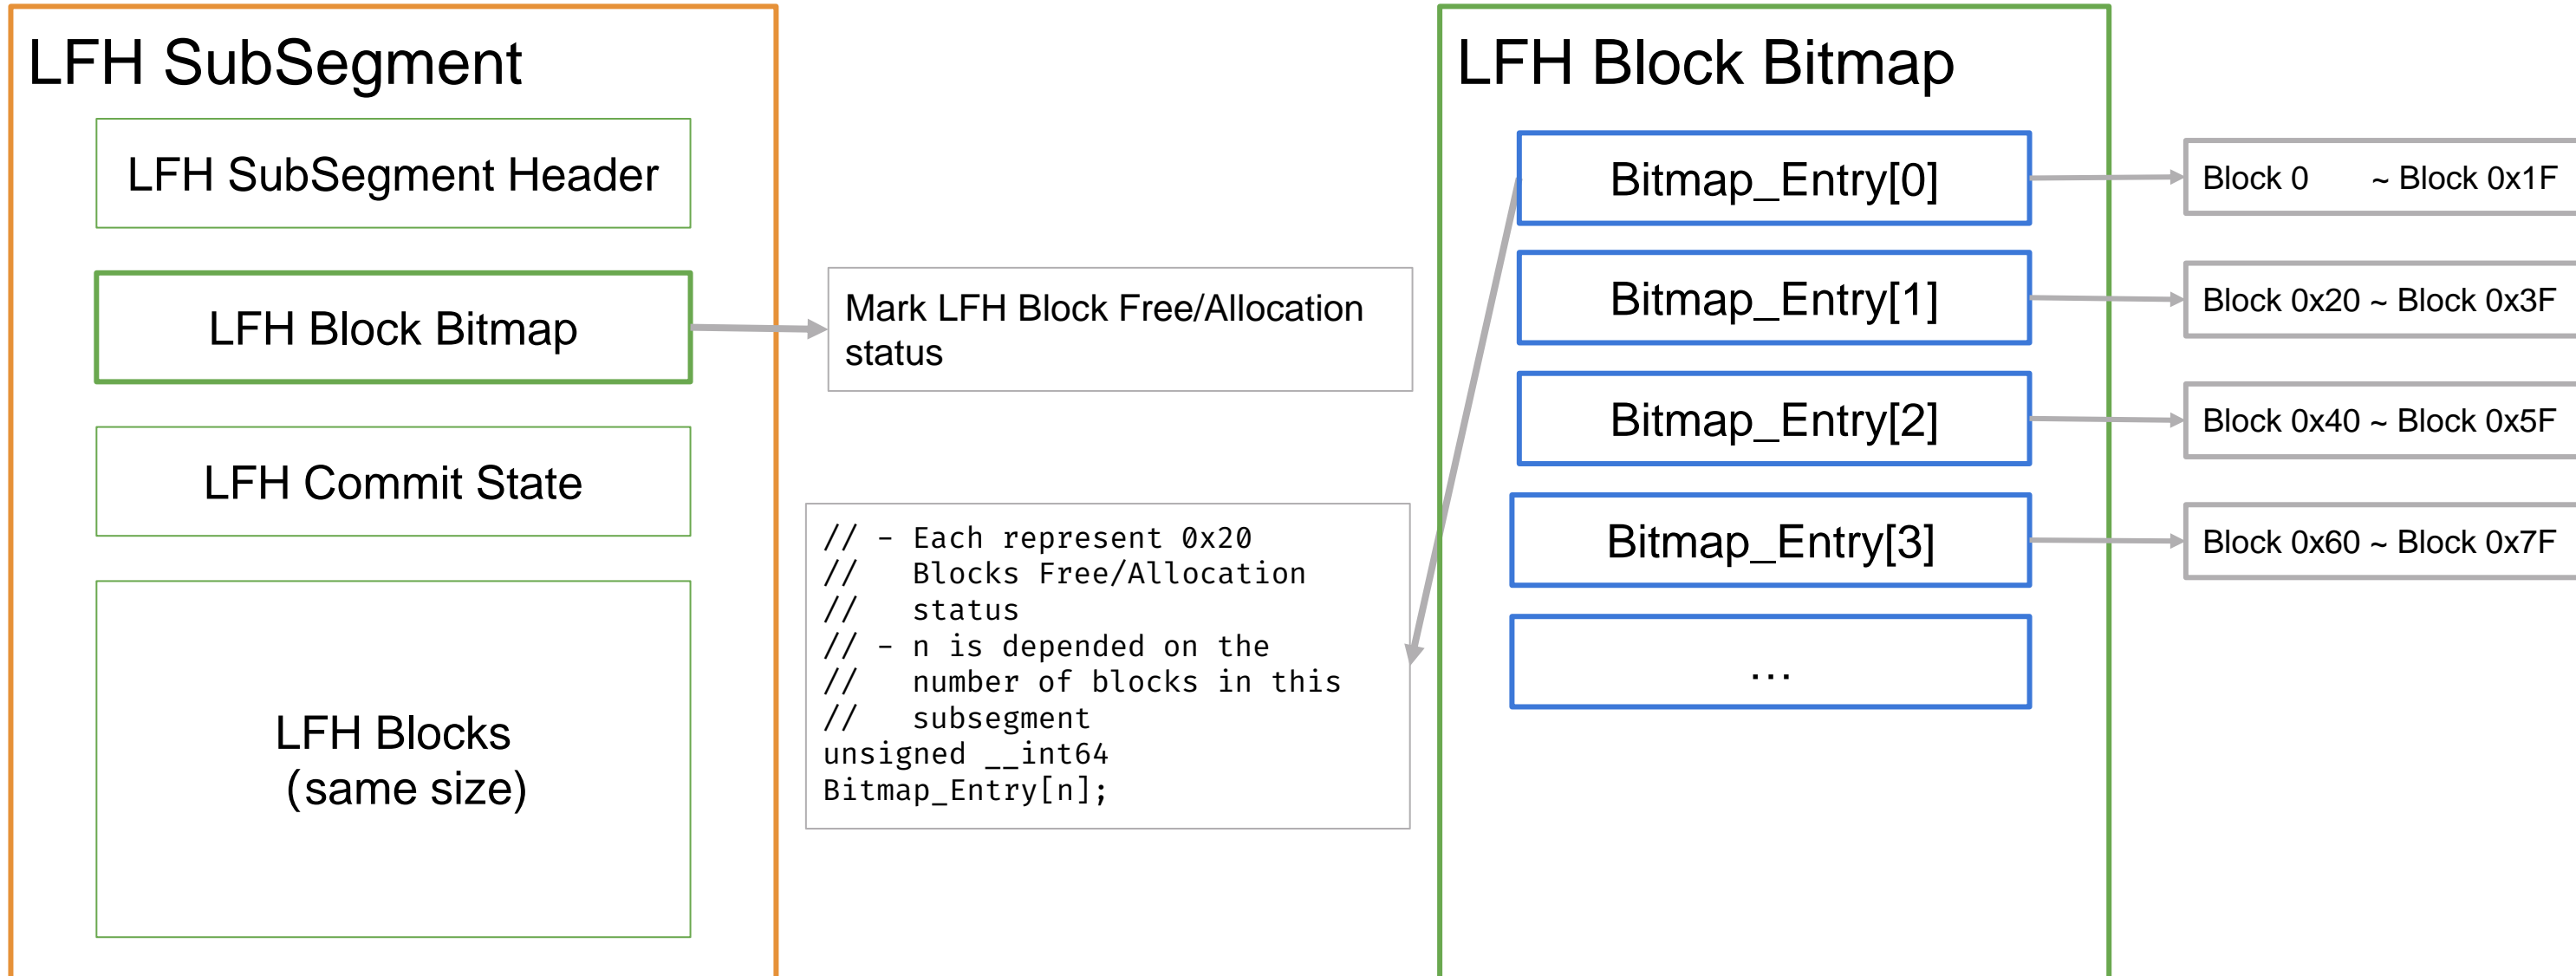 LFH SubSegment
LFH SubSegment Header
LFH Block Bitmap
LFH Commit State
LFH Blocks
(same size)
Mark LFH Block Free/Allocation
status
// - Each represent 0x20
//   Blocks Free/Allocation
//   status
// - n is depended on the
//   number of blocks in this
//   subsegment
unsigned __int64
Bitmap_Entry[n];
LFH Block Bitmap
Bitmap_Entry[0]
Block 0 ~ Block 0x1F
Bitmap_Entry[1]
Block 0x20 ~ Block 0x3F
Bitmap_Entry[2]
Block 0x40 ~ Block 0x5F
Bitmap_Entry[3]
Block 0x60 ~ Block 0x7F
...